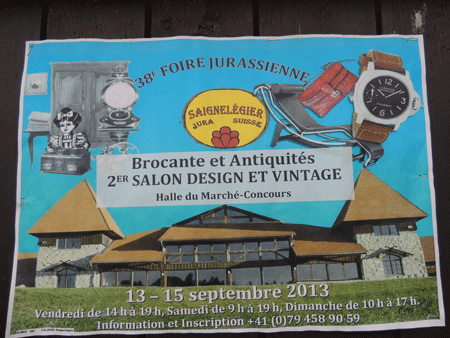 38E FOIRE JURASSIENNE
SAIGNELÉGIER
JURA SUISSE
Brocante et Antiquités
2ER SALON DESIGN ET VINTAGE
Halle du Marché-Concours
13 – 15 septembre 2013
Vendredi de 14 h à 19h, Samedi de 9 h à 19h, Dimanche de 10 h à 17 h.
Information et Inscription +41 (0)79 458 90 59